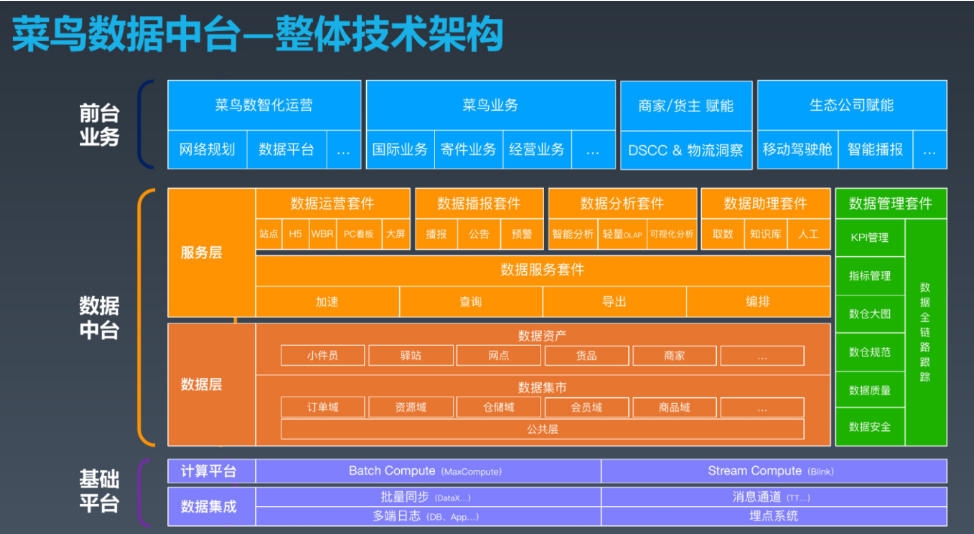 菜鸟数据中台—整体技术架构
前台
业务
菜鸟数智化运营
菜鸟业务
商家/货主 赋能
生态公司赋能
网络规划
数据平台
...
国际业务
寄件业务
经营业务
...
DSCC & 物流洞察
移动驾驶舱
智能播报
...
数据
中台
服务层
数据运营套件
数据播报套件
数据分析套件
数据助理套件
数据管理套件
站点
H5
WBR
PC看板
大屏
播报
公告
预警
智能分析
轻量OLAP
可视化分析
取数
知识库
人工
数据服务套件
加速
查询
导出
编排
KPI管理
指标管理
数仓大图
数仓规范
数据质量
数据安全
数据全链路跟踪
数据层
数据资产
小件员
驿站
网点
货品
商家
...
数据集市
订单域
资源域
仓储域
会员域
商品域
...
公共层
基础
平台
计算平台
Batch Compute (MaxCompute)
Stream Compute (Blink)
数据集成
批量同步 (DataX...)
消息通道 (TT...)
多端日志 (DB、App...)
埋点系统